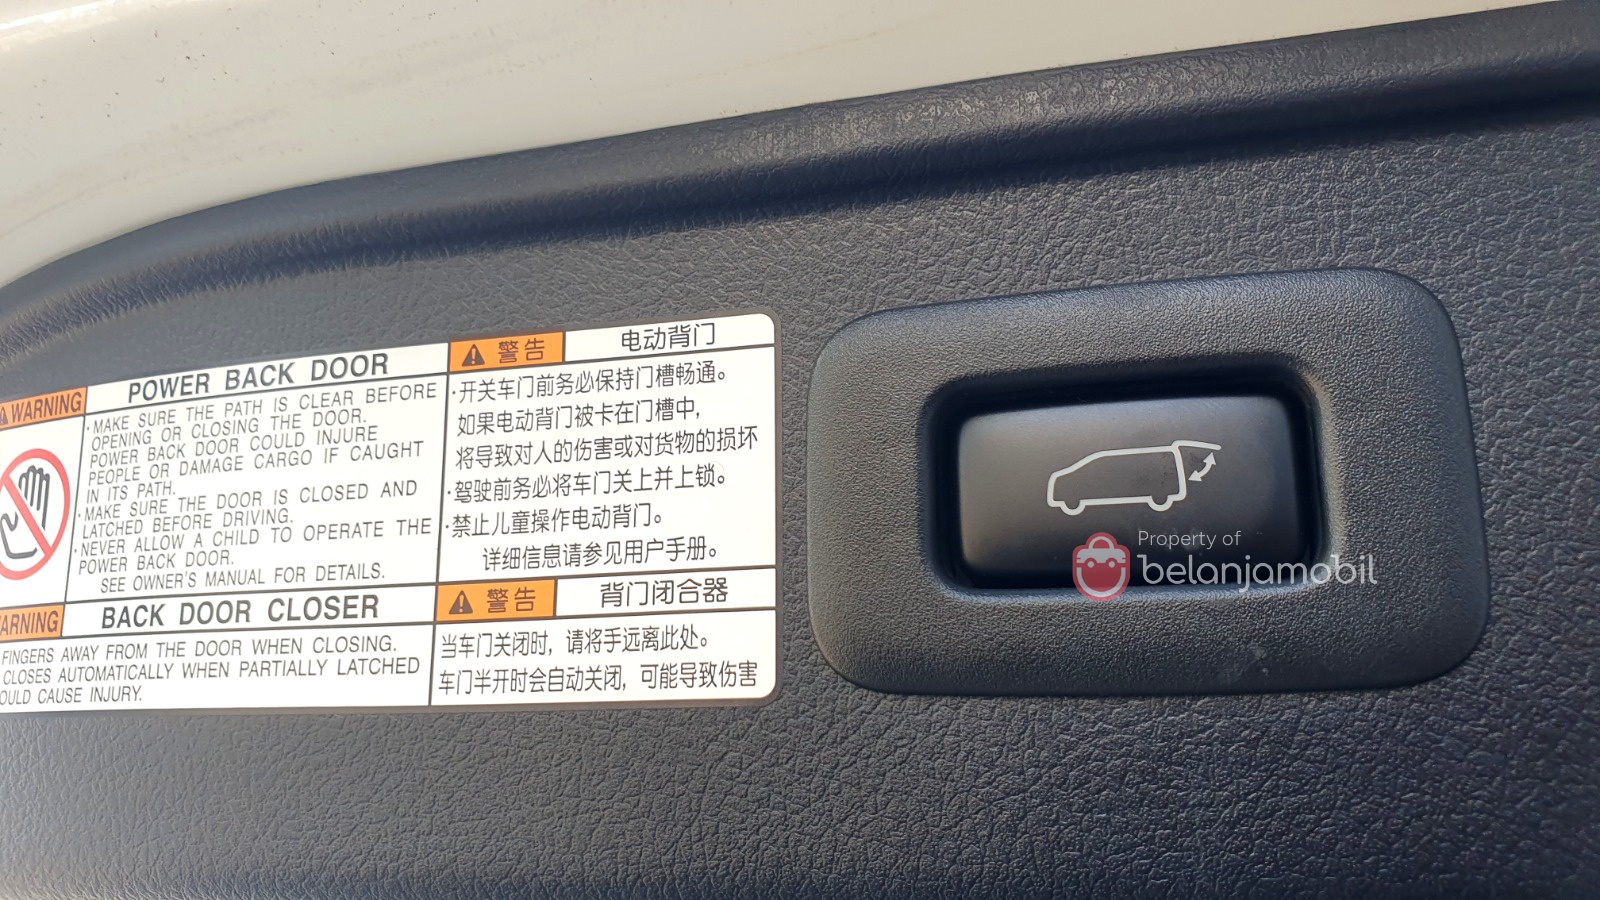 WARNING
POWER BACK DOOR
·MAKE SURE THE PATH IS CLEAR BEFORE
OPENING OR CLOSING THE DOOR.
POWER BACK DOOR COULD INJURE
PEOPLE OR DAMAGE CARGO IF CAUGHT
IN ITS PATH.
·MAKE SURE THE DOOR IS CLOSED AND
LATCHED BEFORE DRIVING.
·NEVER ALLOW A CHILD TO OPERATE THE
POWER BACK DOOR.
SEE OWNER'S MANUAL FOR DETAILS.
BACK DOOR CLOSER
FINGERS AWAY FROM THE DOOR WHEN CLOSING.
CLOSES AUTOMATICALLY WHEN PARTIALLY LATCHED
CAUSE INJURY.
警告
电动背门
·开关车门前务必保持门槽畅通。
如果电动背门被卡在门槽中，
将导致对人的伤害或对货物的损坏
·驾驶前务必将车门关上并上锁。
·禁止儿童操作电动背门。
详细信息请参见用户手册。
警告
背门闭合器
当车门关闭时，请将手远离此处。
车门半开时会自动关闭，可能导致伤害
Property of
belanjamobil